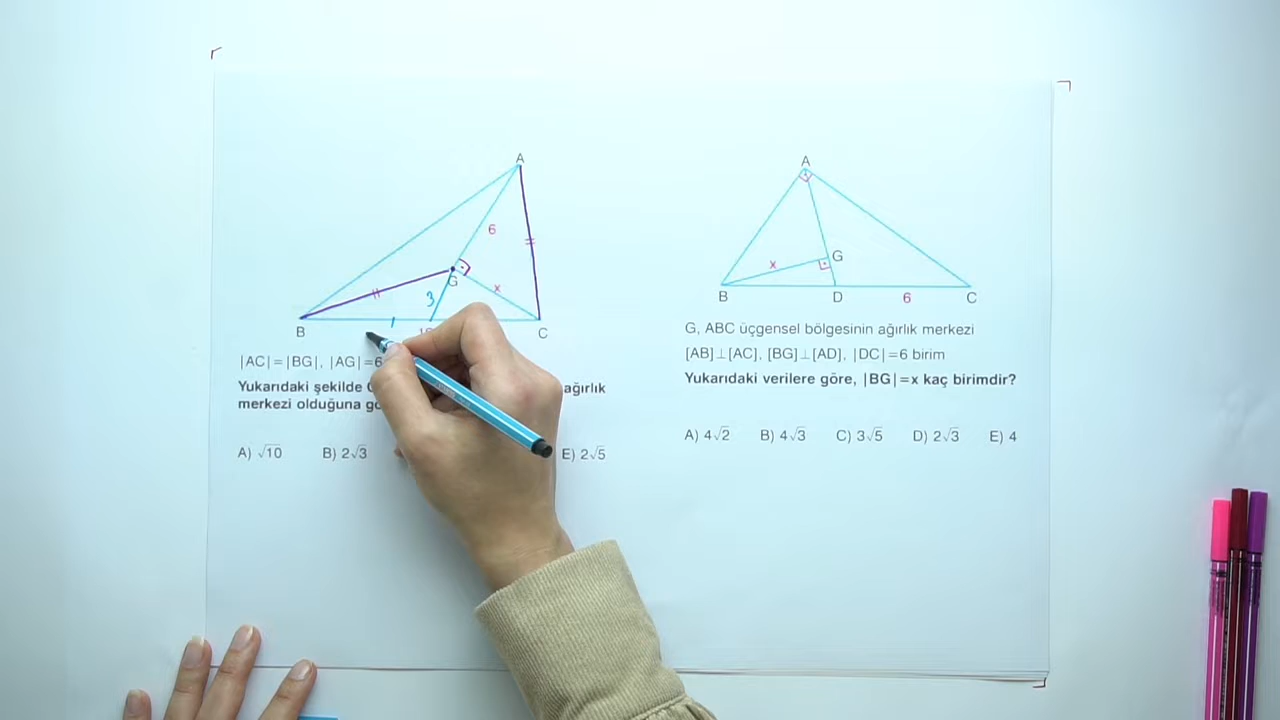 A
6
G
x
3
B
C
|AC|=|BG|, |AG|=6
Yukarıdaki şekilde
ağırlık
merkezi olduğuna
A) √10 B) 2√3 E) 2√5
A
G
x
B D 6 C
G, ABC üçgensel bölgesinin ağırlık merkezi
[AB]⊥[AC], [BG]⊥[AD], |DC|=6 birim
Yukarıdaki verilere göre, |BG|=x kaç birimdir?
A) 4√2 B) 4√3 C) 3√5 D) 2√3 E) 4